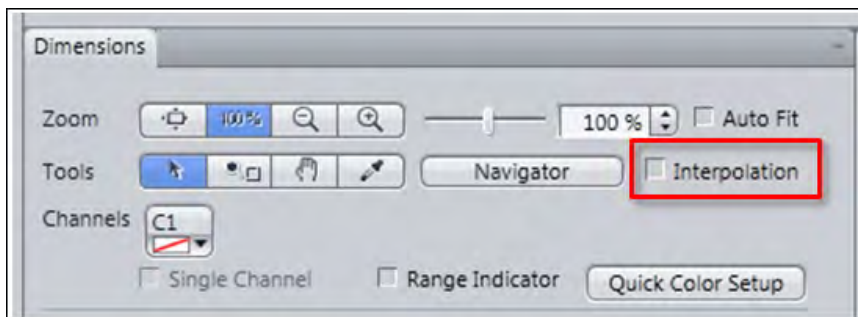 Dimensions
Zoom 100% 100 % Auto Fit
Tools Navigator Interpolation
Channels C1
Single Channel Range Indicator Quick Color Setup